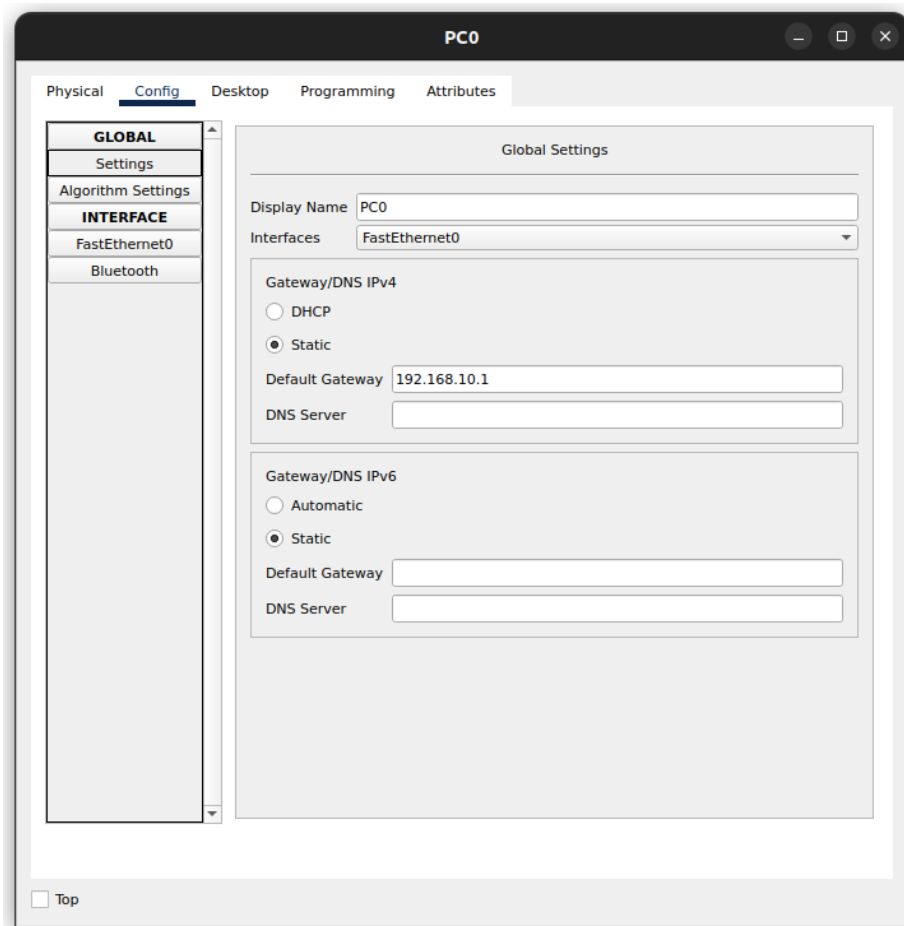 PC0
Physical Config Desktop Programming Attributes
GLOBAL
Settings
Algorithm Settings
INTERFACE
FastEthernet0
Bluetooth
Global Settings
Display Name PC0
Interfaces FastEthernet0
Gateway/DNS IPv4
DHCP
Static
Default Gateway 192.168.10.1
DNS Server
Gateway/DNS IPv6
Automatic
Static
Default Gateway
DNS Server
Top